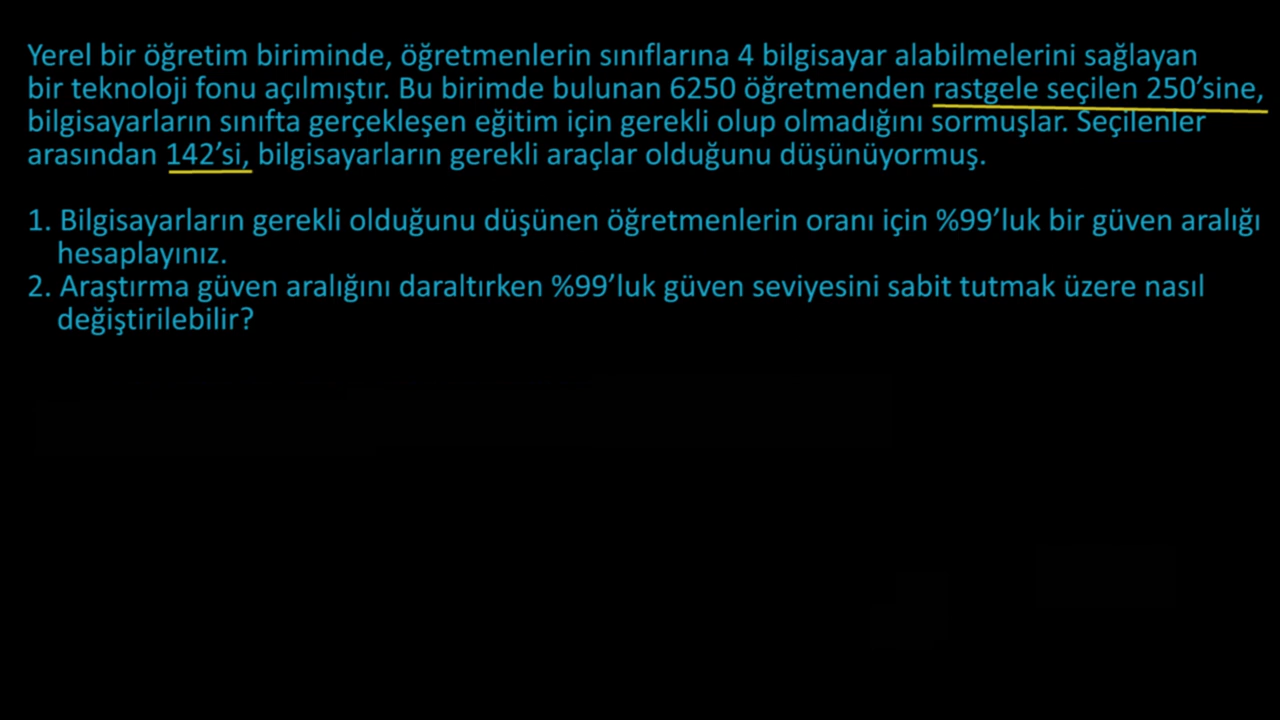 Yerel bir öğretim biriminde, öğretmenlerin sınıflarına 4 bilgisayar alabilmelerini sağlayan
bir teknoloji fonu açılmıştır. Bu birimde bulunan 6250 öğretmenden rastgele seçilen 250’sine,
bilgisayarların sınıfta gerçekleşen eğitim için gerekli olup olmadığını sormuşlar. Seçilenler
arasından 142’si, bilgisayarların gerekli araçlar olduğunu düşünüyormuş.
1. Bilgisayarların gerekli olduğunu düşünen öğretmenlerin oranı için %99’luk bir güven aralığı
hesaplayınız.
2. Araştırma güven aralığını daraltırken %99’luk güven seviyesini sabit tutmak üzere nasıl
değiştirilebilir?